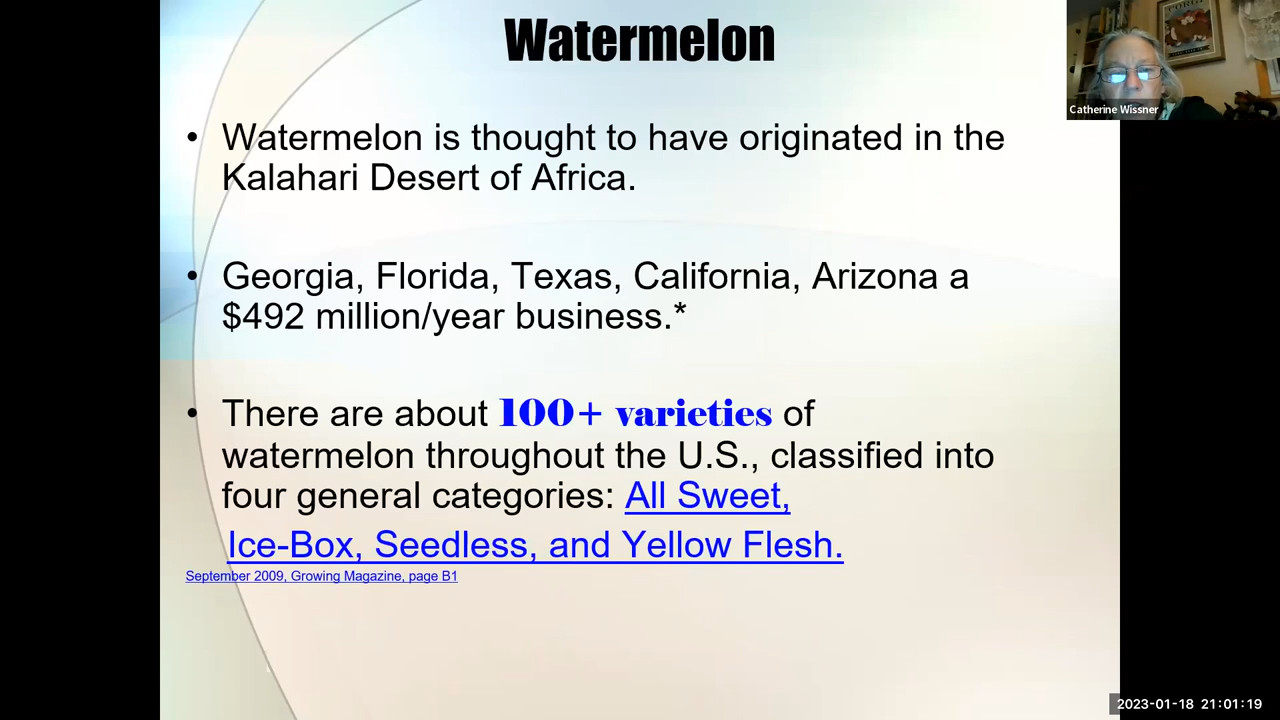 Watermelon
CORGI
Catherine Wissner
• Watermelon is thought to have originated in the
Kalahari Desert of Africa.
• Georgia, Florida, Texas, California, Arizona a
$492 million/year business.*
• There are about 100+ varieties of
watermelon throughout the U.S., classified into
four general categories: All Sweet,
Ice-Box, Seedless, and Yellow Flesh.
September 2009, Growing Magazine, page B1
2023-01-18 21:01:19